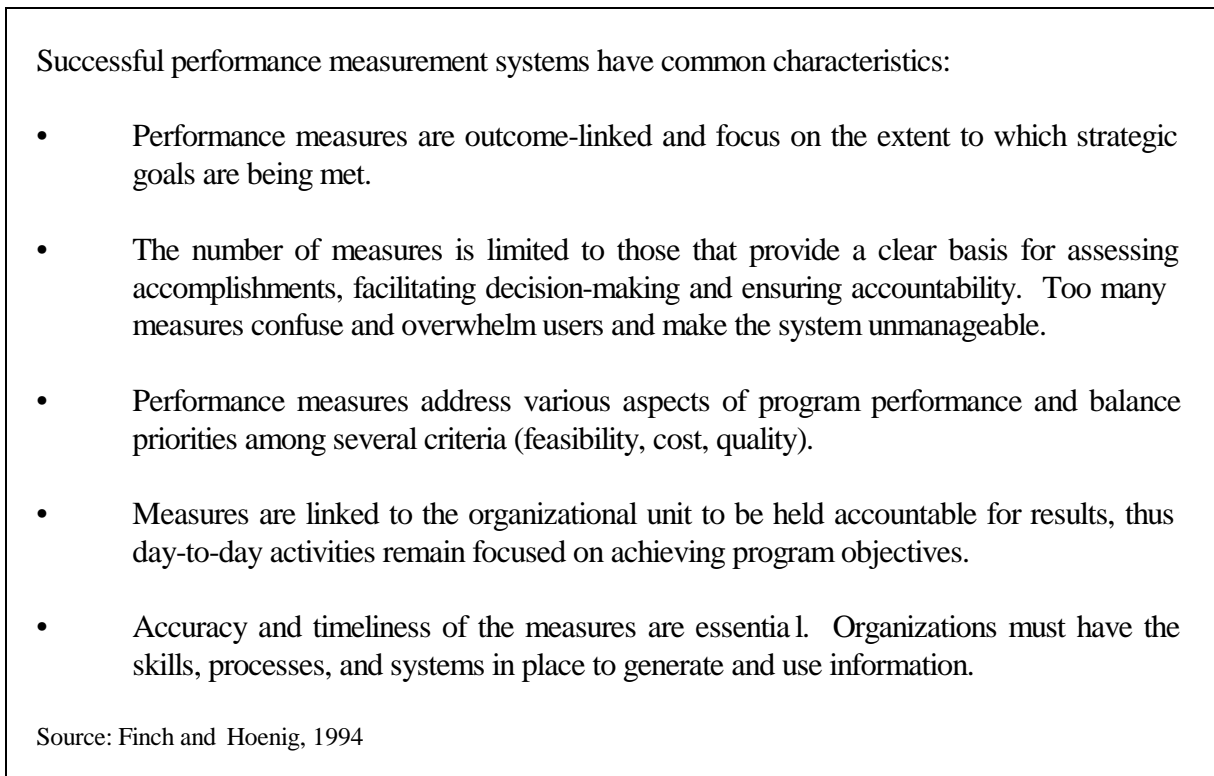 Successful performance measurement systems have common characteristics:
• Performance measures are outcome-linked and focus on the extent to which strategic
goals are being met.
• The number of measures is limited to those that provide a clear basis for assessing
accomplishments, facilitating decision-making and ensuring accountability. Too many
measures confuse and overwhelm users and make the system unmanageable.
• Performance measures address various aspects of program performance and balance
priorities among several criteria (feasibility, cost, quality).
• Measures are linked to the organizational unit to be held accountable for results, thus
day-to-day activities remain focused on achieving program objectives.
• Accuracy and timeliness of the measures are essentia l. Organizations must have the
skills, processes, and systems in place to generate and use information.
Source: Finch and Hoenig, 1994